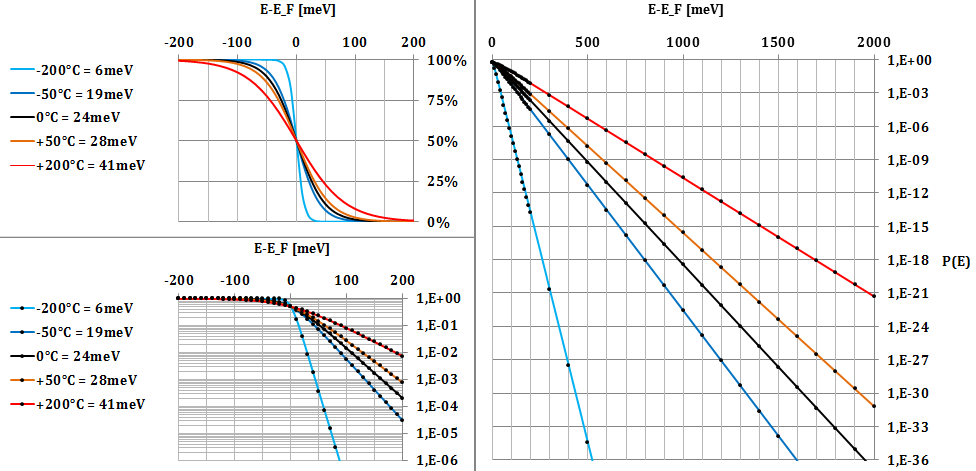 E-E_F [meV]
-200 -100 0 100 200
-200°C = 6meV
-50°C = 19meV
0°C = 24meV
+50°C = 28meV
+200°C = 41meV
100%
75%
50%
25%
0%
E-E_F [meV]
-200 -100 0 100 200
-200°C = 6meV
-50°C = 19meV
0°C = 24meV
+50°C = 28meV
+200°C = 41meV
1,E+00
1,E-01
1,E-02
1,E-03
1,E-04
1,E-05
1,E-06
E-E_F [meV]
0 500 1000 1500 2000
1,E+00
1,E-03
1,E-06
1,E-09
1,E-12
1,E-15
1,E-18
1,E-21
1,E-24
1,E-27
1,E-30
1,E-33
1,E-36
P(E)